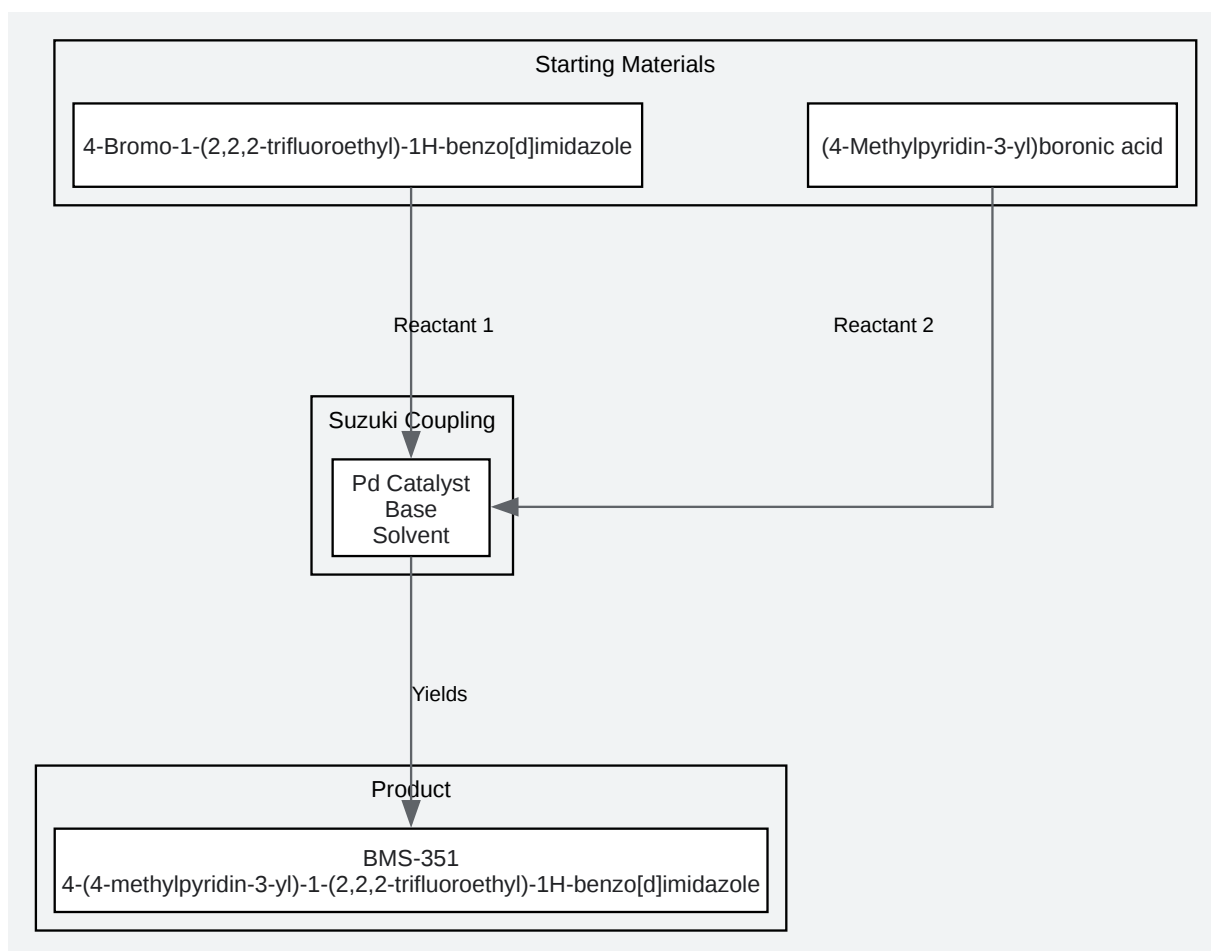 Starting Materials
4-Bromo-1-(2,2,2-trifluoroethyl)-1H-benzo[d]imidazole
(4-Methylpyridin-3-yl)boronic acid
Reactant 1
Reactant 2
Suzuki Coupling
Pd Catalyst
Base
Solvent
Yields
Product
BMS-351
4-(4-methylpyridin-3-yl)-1-(2,2,2-trifluoroethyl)-1H-benzo[d]imidazole